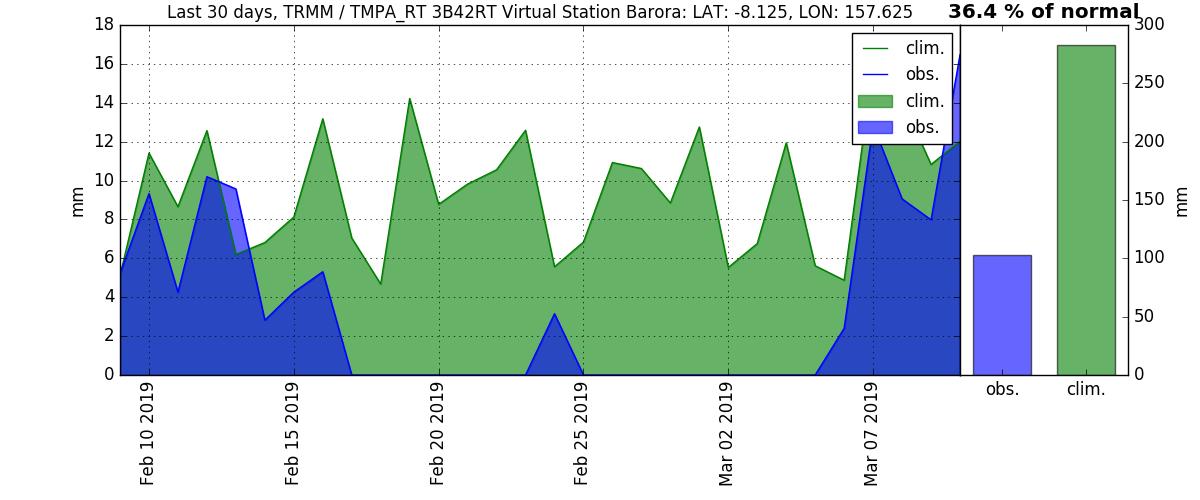 Last 30 days, TRMM / TMPA_RT 3B42RT Virtual Station Barora: LAT: -8.125, LON: 157.625
36.4 % of normal
18
16
14
12
10
8
6
4
2
0
mm
clim.
obs.
clim.
obs.
Feb 10 2019
Feb 15 2019
Feb 20 2019
Feb 25 2019
Mar 02 2019
Mar 07 2019
300
250
200
150
100
50
0
mm
obs.
clim.